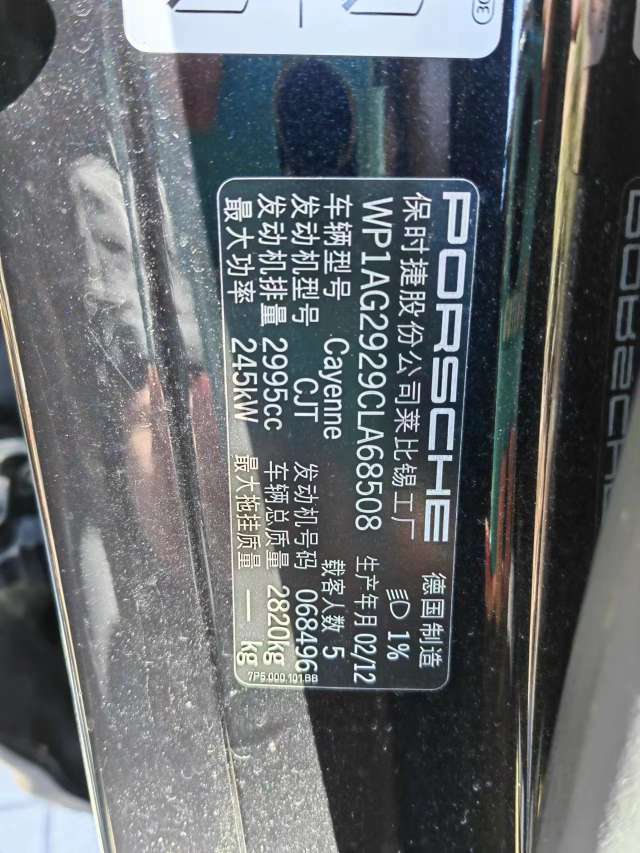 PORSCHE 德国制造
保时捷股份公司莱比锡工厂 1%
WP1AG2929CLA68508 生产年月 02/12
车辆型号 Cayenne 载客人数 5
发动机型号 CJT 发动机号码 068496
发动机排量 2995cc 车辆总质量 2820kg
最大功率 245kW 最大拖挂质量 — kg
7P5.000.101.BB